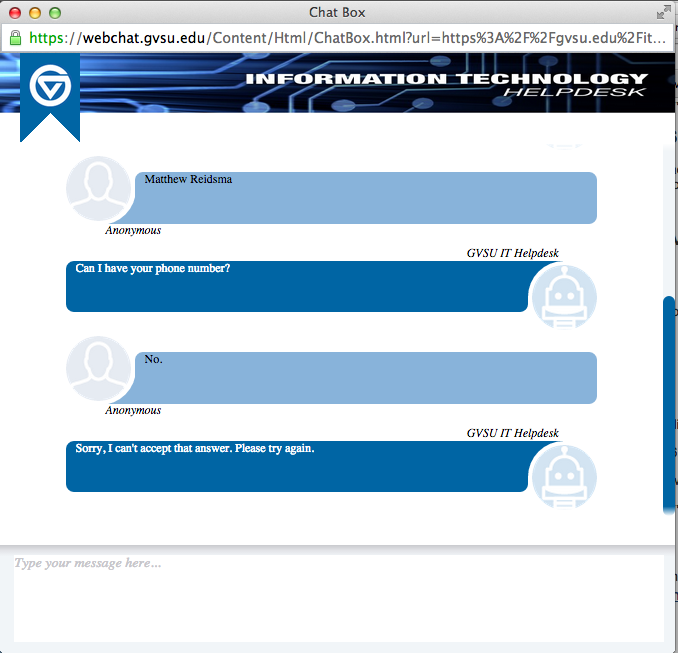 Chat Box
https://webchat.gvsu.edu/Content/Html/ChatBox.html?url=https%3A%2F%2Fgvsu.edu%2Fit...
INFORMATION TECHNOLOGY
HELPDESK
Matthew Reidsma
Anonymous
GVSU IT Helpdesk
Can I have your phone number?
No.
Anonymous
GVSU IT Helpdesk
Sorry, I can't accept that answer. Please try again.
Type your message here...